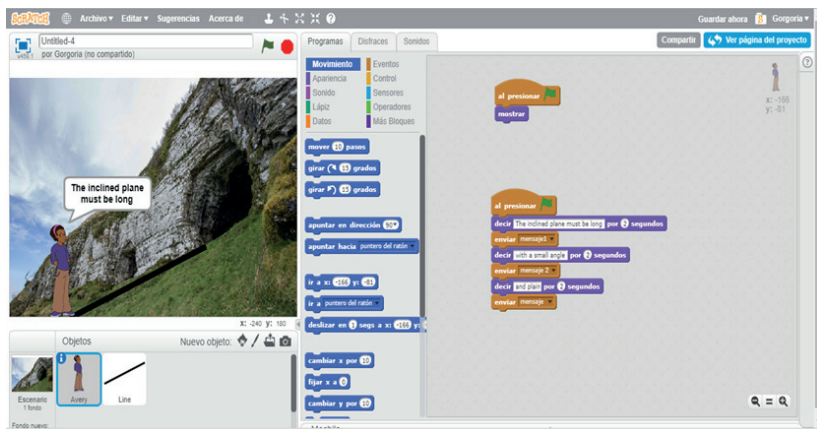 SCRATCH Archivo▼ Editar▼ Sugerencias Acerca de Guardar ahora Gorgoria▼
Untitled-4
por Gorgoria (no compartido)
v456.1
Programas Disfraces Sonidos
Compartir Ver página del proyecto
Movimiento Eventos
Apariencia Control
Sonido Sensores
Lápiz Operadores
Datos Más Bloques
mover 10 pasos
girar 15 grados
girar 15 grados
apuntar en dirección 90▼
apuntar hacia puntero del ratón
ir a x: -166 y: -81
ir a puntero del ratón
deslizar en 1 segs a x: -166 y:
cambiar x por 10
fijar x a 0
cambiar y por 10
The inclined plane
must be long
X: -240 Y: 180
Objetos Nuevo objeto:
Escenario
1 fondo
Fondo nuevo:
Avery
Line
al presionar
mostrar
al presionar
decir The inclined plane must be long por 2 segundos
enviar mensaje1
decir with a small angle por 2 segundos
enviar mensaje 2
decir and plain por 2 segundos
enviar mensaje
x: -166
y: -81